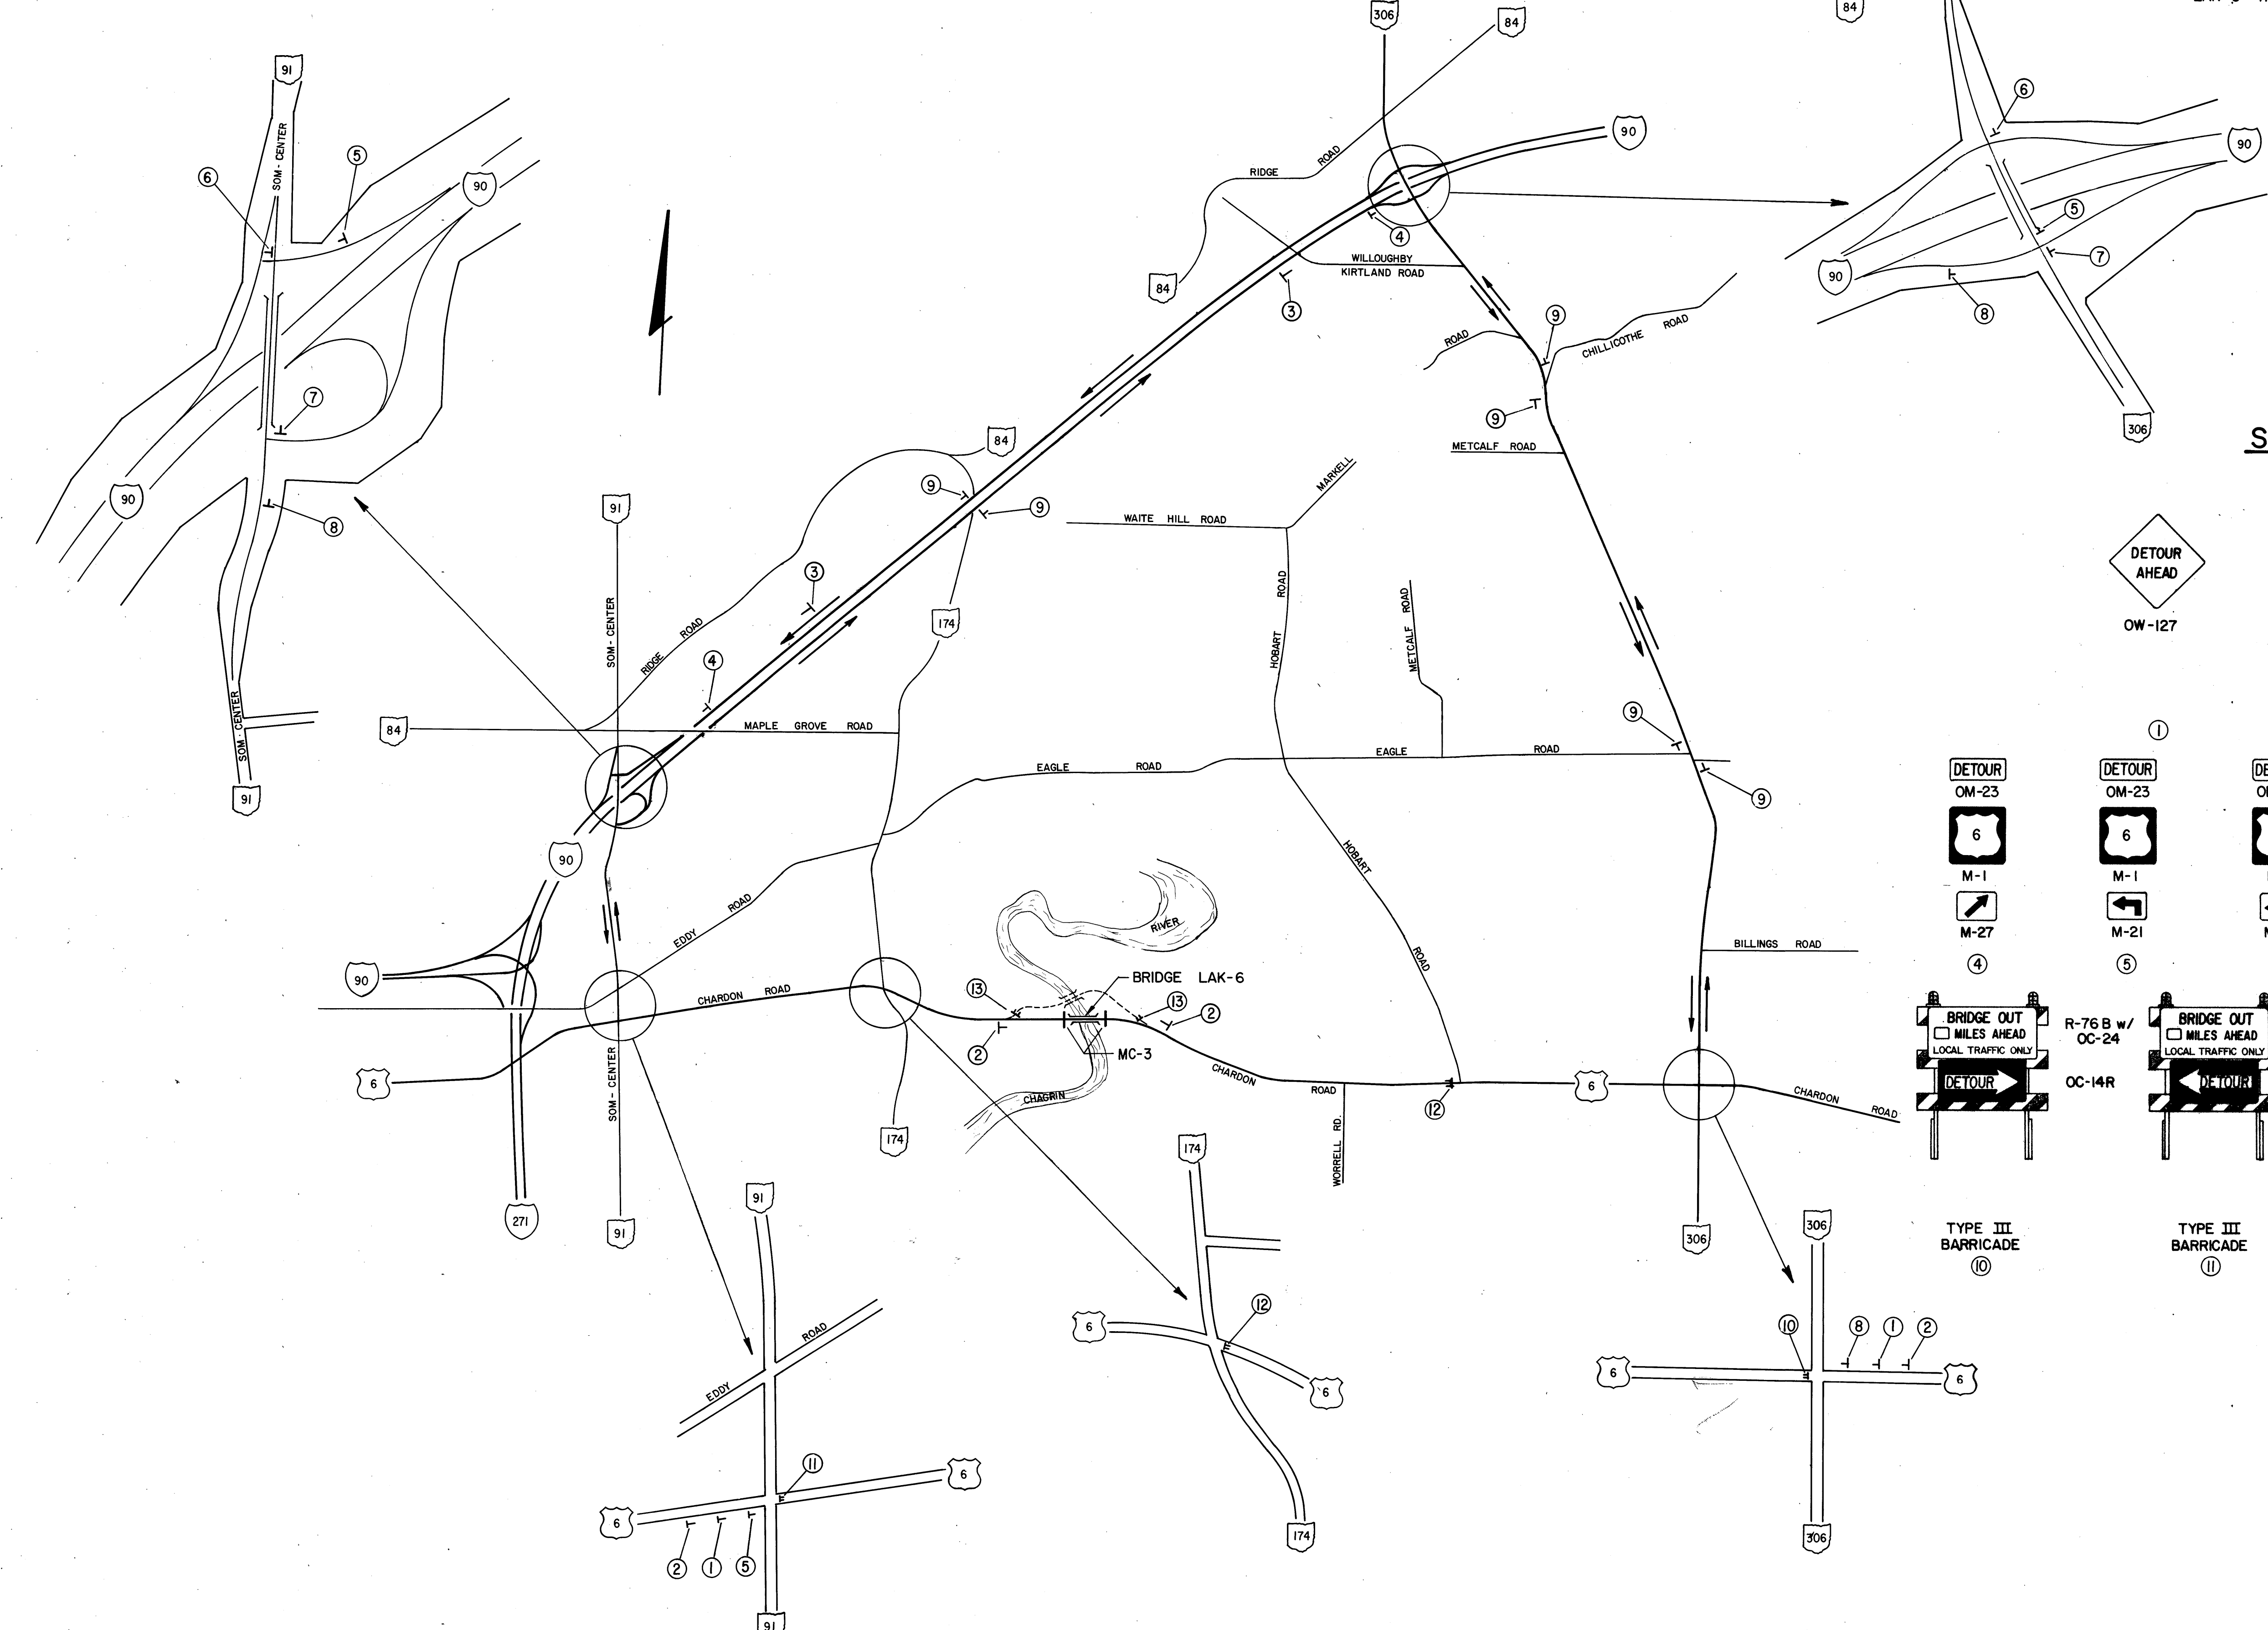 306
84
84
91
SOM-CENTER
5
6
90
7
90
8
SOM-CENTER
91
RIDGE ROAD
90
4
WILLOUGHBY
KIRTLAND ROAD
84
3
ROAD
9
CHILLICOTHE ROAD
9
METCALF ROAD
6
90
5
7
90
8
306
84
9
9
91
WAITE HILL ROAD
MARKELL
3
174
SOM-CENTER
RIDGE ROAD
4
84
MAPLE GROVE ROAD
HOBART ROAD
METCALF ROAD
9
EAGLE ROAD
EAGLE ROAD
9
90
EDDY ROAD
HOBART ROAD
RIVER
BRIDGE LAK-6
BILLINGS ROAD
90
CHARDON ROAD
13
13
2
2
MC-3
6
SOM-CENTER
CHAGRIN
CHARDON ROAD
WORRELL RD.
12
6
CHARDON ROAD
174
271
91
306
DETOUR
AHEAD
OW-127
1
DETOUR
OM-23
6
M-1
M-27
4
DETOUR
OM-23
6
M-1
M-21
5
BRIDGE OUT
MILES AHEAD
LOCAL TRAFFIC ONLY
DETOUR
R-76B w/
OC-24
OC-14R
BRIDGE OUT
MILES AHEAD
LOCAL TRAFFIC ONLY
DETOUR
TYPE III
BARRICADE
10
TYPE III
BARRICADE
11
91
EDDY ROAD
11
6
6
2
1
5
91
174
6
12
6
174
306
10
8
1
2
6
6
306